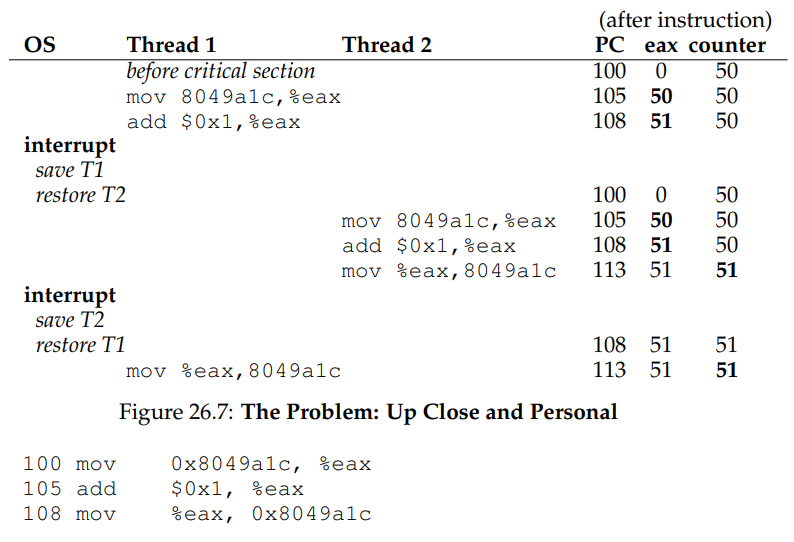 (after instruction)
OS Thread 1 Thread 2 PC eax counter
before critical section 100 0 50
mov 8049a1c,%eax 105 50 50
add $0x1,%eax 108 51 50
interrupt
save T1
restore T2 100 0 50
mov 8049a1c,%eax 105 50 50
add $0x1,%eax 108 51 50
mov %eax,8049a1c 113 51 51
interrupt
save T2
restore T1 108 51 51
mov %eax,8049a1c 113 51 51
Figure 26.7: The Problem: Up Close and Personal
100 mov 0x8049a1c, %eax
105 add $0x1, %eax
108 mov %eax, 0x8049a1c